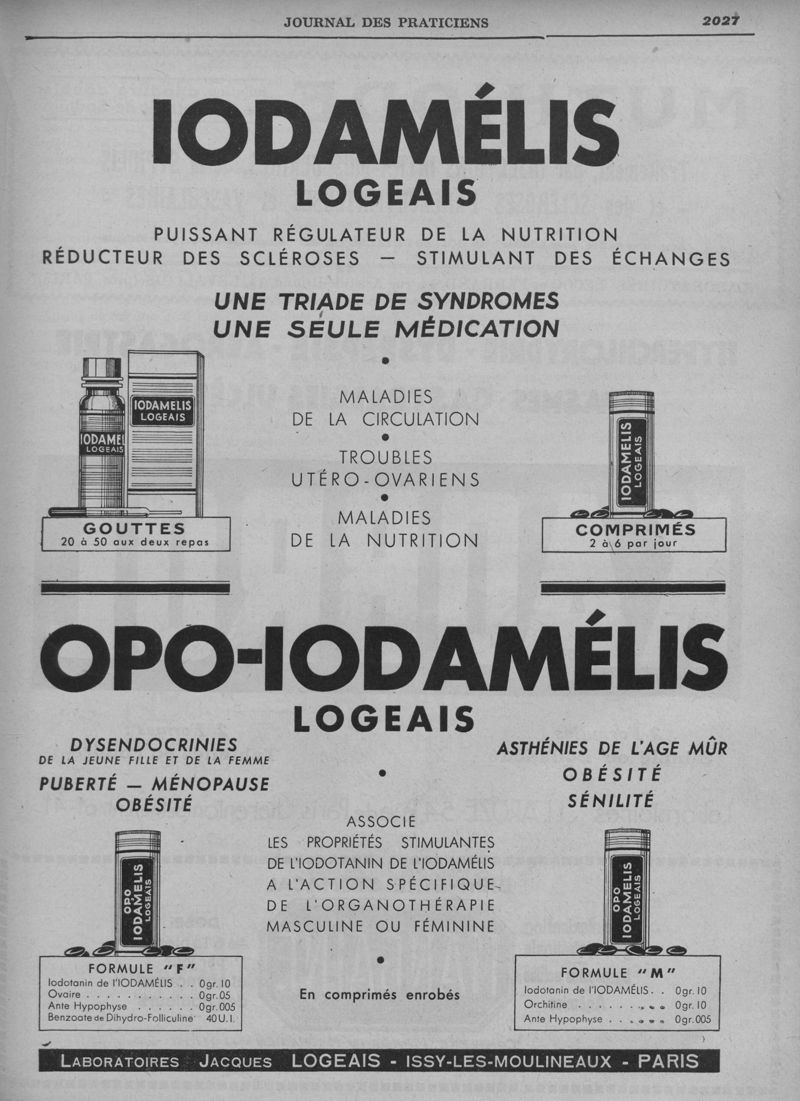 JOURNAL DES PRATICIENS
2027
IODAMÉLIS
LOGEAIS
PUISSANT RÉGULATEUR DE LA NUTRITION
RÉDUCTEUR DES SCLÉROSES — STIMULANT DES ÉCHANGES
UNE TRIADE DE SYNDROMES
UNE SEULE MÉDICATION
IODAMEL
LOGEAIS
IODAMELIS
LOGEAIS
GOUTTES
20 à 50 aux deux repas
MALADIES
DE LA CIRCULATION
TROUBLES
UTÉRO-OVARIENS
MALADIES
DE LA NUTRITION
IODAMÉLIS
LOGEAIS
COMPRIMÉS
2 à 6 par jour
OPO-IODAMÉLIS
LOGEAIS
DYSENDOCRINIES
DE LA JEUNE FILLE ET DE LA FEMME
PUBERTÉ — MÉNOPAUSE
OBÉSITÉ
OPO
IODAMÉLIS
LOGEAIS
FORMULE "F"
Iodotanin de l'IODAMÉLIS . . 0gr.10
Ovaire . . . . . . . . . . . 0gr.05
Ante Hypophyse . . . . . . 0gr.005
Benzoate de Dihydro-Folliculine 40 U.I.
ASSOCIE
LES PROPRIÉTÉS STIMULANTES
DE L'IODOTANIN DE L'IODAMÉLIS
A L'ACTION SPÉCIFIQUE
DE L'ORGANOTHÉRAPIE
MASCULINE OU FÉMININE
En comprimés enrobés
ASTHÉNIES DE L'AGE MÛR
OBÉSITÉ
SÉNILITÉ
OPO
IODAMÉLIS
LOGEAIS
FORMULE "M"
Iodotanin de l'IODAMÉLIS . . 0gr.10
Orchitine . . . . . . . . . 0gr.10
Ante Hypophyse . . . . . . 0gr.005
LABORATOIRES JACQUES LOGEAIS - ISSY-LES-MOULINEAUX - PARIS